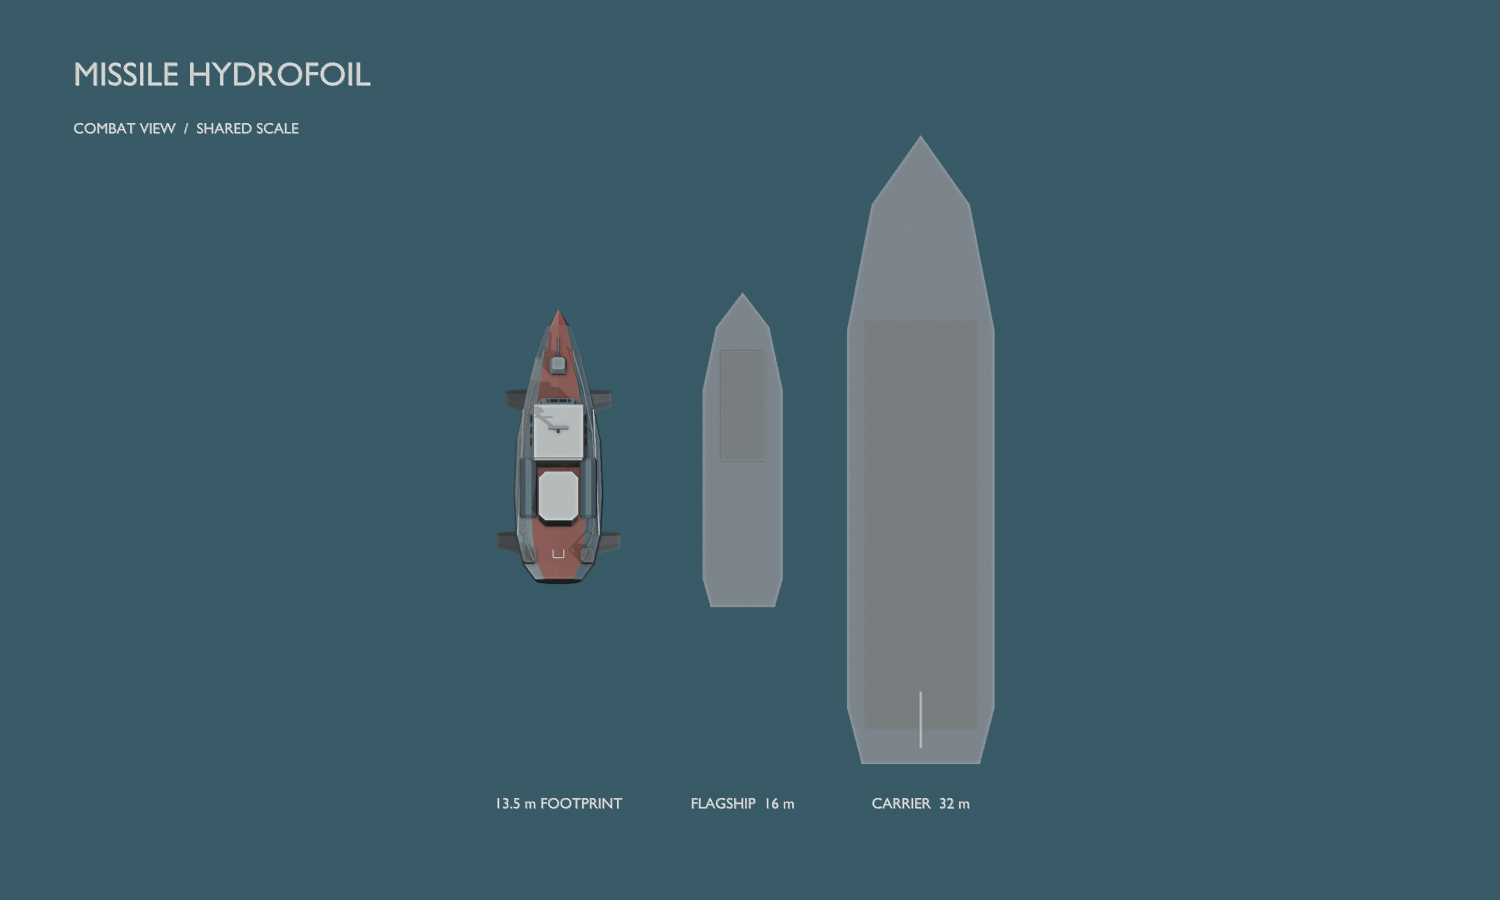 MISSILE HYDROFOIL
COMBAT VIEW / SHARED SCALE
13.5 m FOOTPRINT
FLAGSHIP 16 m
CARRIER 32 m